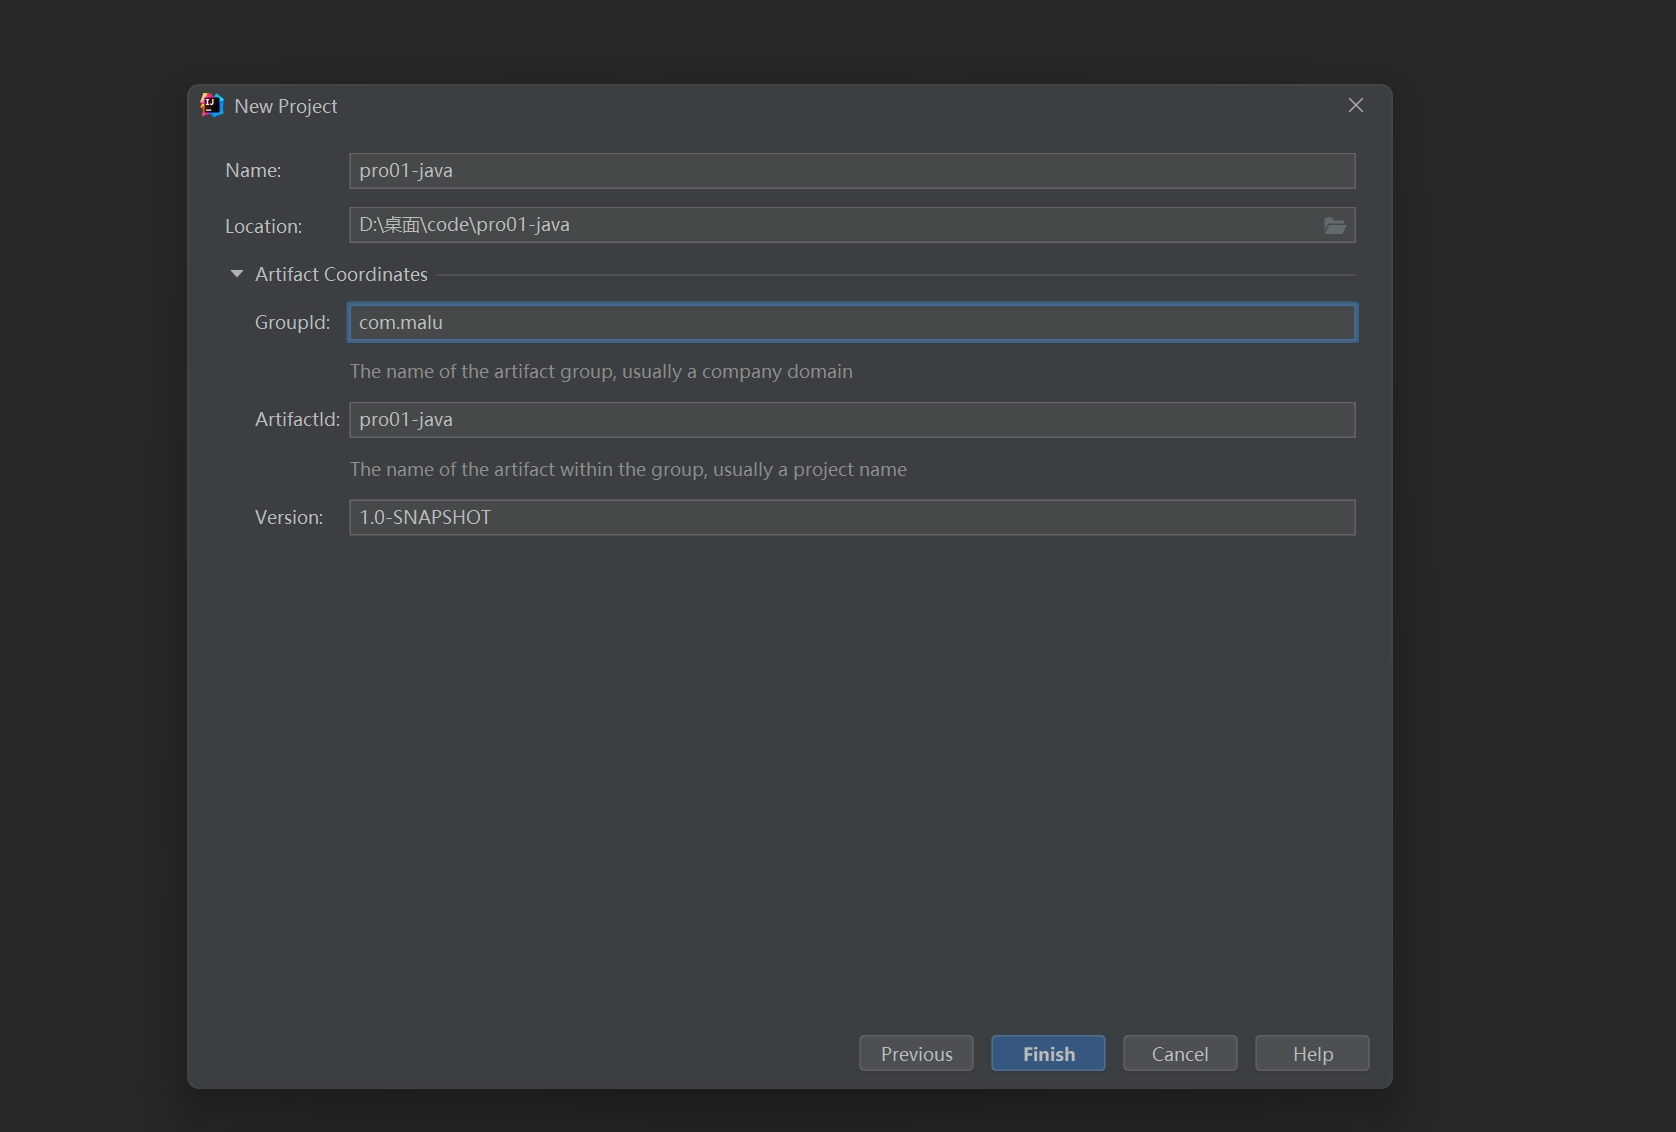 New Project
Name: pro01-java
Location: D:\桌面\code\pro01-java
Artifact Coordinates
GroupId: com.malu
The name of the artifact group, usually a company domain
ArtifactId: pro01-java
The name of the artifact within the group, usually a project name
Version: 1.0-SNAPSHOT
Previous Finish Cancel Help